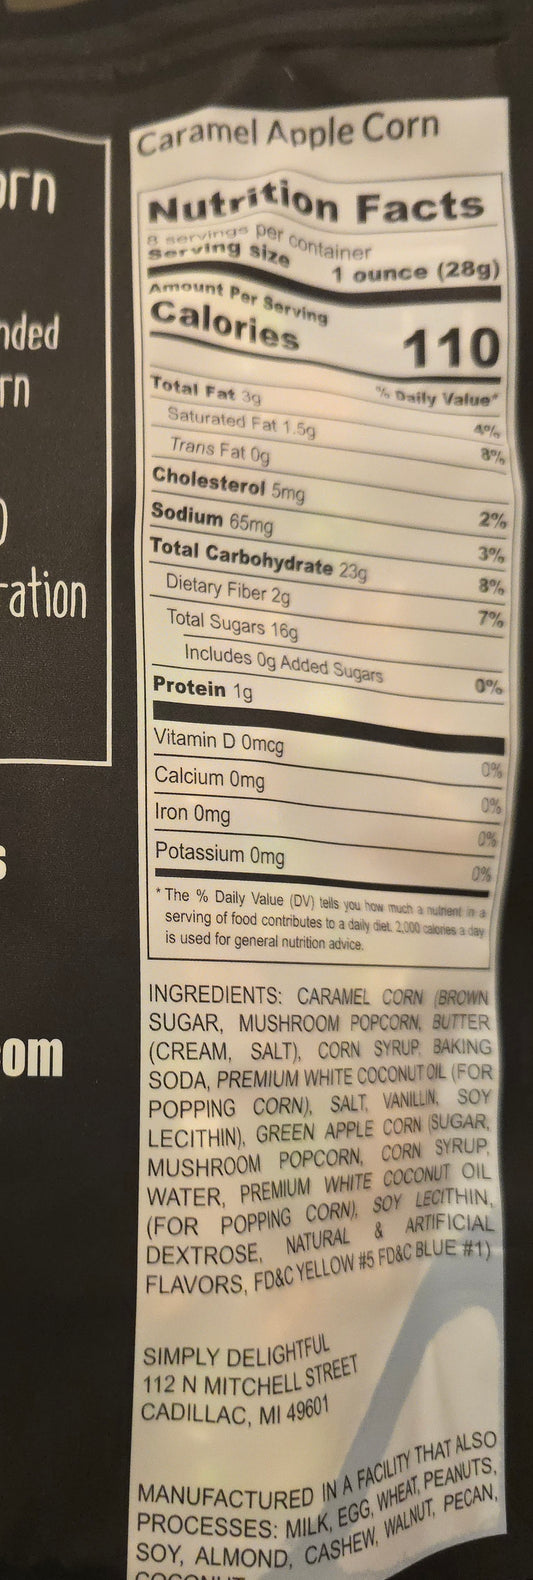 orn
nded
rn
)
ration
s
com
Caramel Apple Corn
Nutrition Facts
8 servings per container
Serving size 1 ounce (28g)
Amount Per Serving
Calories 110
% Daily Value*
Total Fat 3g 4%
Saturated Fat 1.5g 8%
Trans Fat 0g
Cholesterol 5mg 2%
Sodium 65mg 3%
Total Carbohydrate 23g 8%
Dietary Fiber 2g 7%
Total Sugars 16g
Includes 0g Added Sugars 0%
Protein 1g
Vitamin D 0mcg 0%
Calcium 0mg 0%
Iron 0mg 0%
Potassium 0mg 0%
* The % Daily Value (DV) tells you how much a nutrient in a
serving of food contributes to a daily diet. 2,000 calories a day
is used for general nutrition advice.
INGREDIENTS: CARAMEL CORN (BROWN
SUGAR, MUSHROOM POPCORN, BUTTER
(CREAM, SALT), CORN SYRUP, BAKING
SODA, PREMIUM WHITE COCONUT OIL (FOR
POPPING CORN), SALT, VANILLIN, SOY
LECITHIN), GREEN APPLE CORN (SUGAR,
MUSHROOM POPCORN, CORN SYRUP,
WATER, PREMIUM WHITE COCONUT OIL
(FOR POPPING CORN), SOY LECITHIN,
DEXTROSE, NATURAL & ARTIFICIAL
FLAVORS, FD&C YELLOW #5 FD&C BLUE #1)
SIMPLY DELIGHTFUL
112 N MITCHELL STREET
CADILLAC, MI 49601
MANUFACTURED IN A FACILITY THAT ALSO
PROCESSES: MILK, EGG, WHEAT, PEANUTS,
SOY, ALMOND, CASHEW, WALNUT, PECAN,
COCONUT